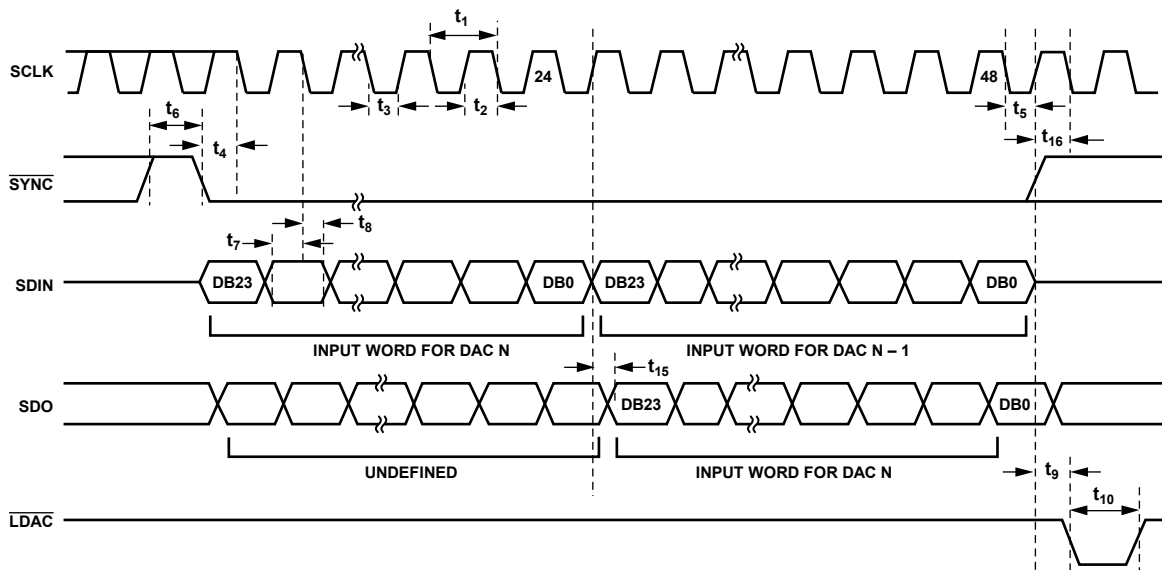 t1
SCLK
24
48
t3
t2
t5
t6
t4
t16
SYNC
t7
t8
SDIN
DB23
DB0
DB23
DB0
INPUT WORD FOR DAC N
INPUT WORD FOR DAC N – 1
t15
SDO
DB23
DB0
UNDEFINED
INPUT WORD FOR DAC N
t9
t10
LDAC